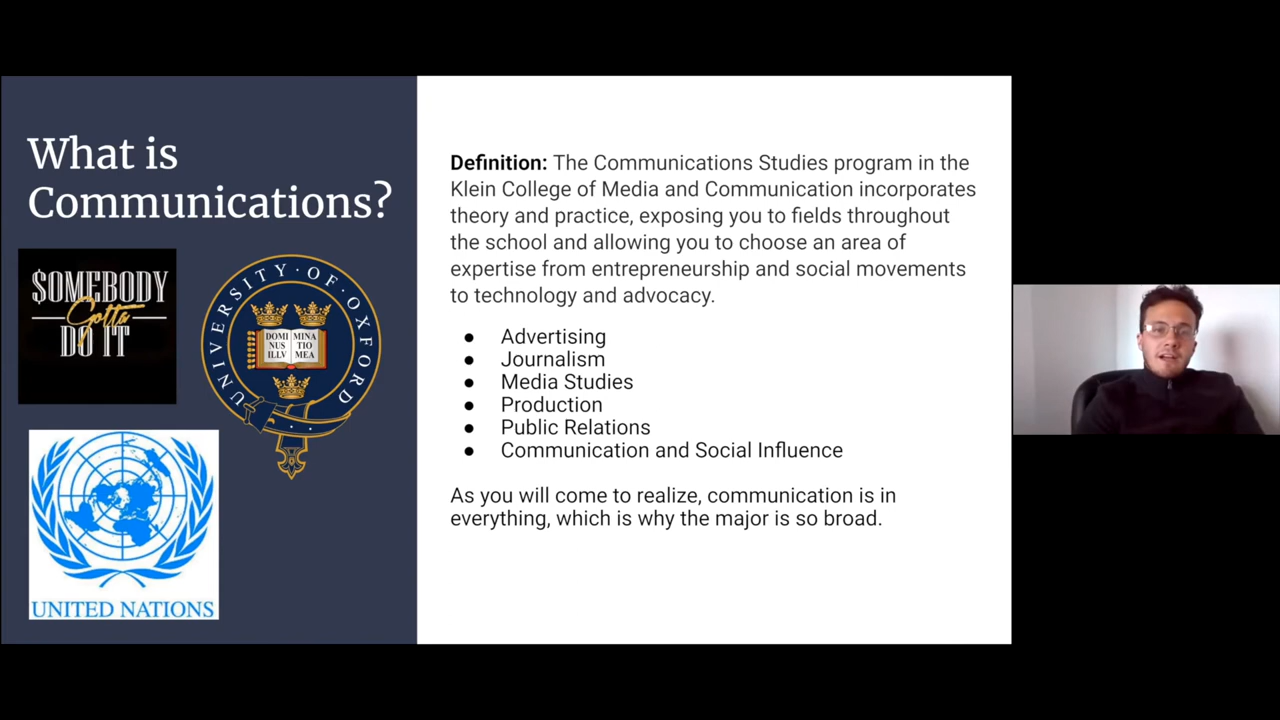 What is
Communications?
$OMEBODY
Gotta
DO IT
UNIVERSITY · OF · OXFORD
DOMI MINA
NUS TIO
ILLV MEA
UNITED NATIONS
Definition: The Communications Studies program in the
Klein College of Media and Communication incorporates
theory and practice, exposing you to fields throughout
the school and allowing you to choose an area of
expertise from entrepreneurship and social movements
to technology and advocacy.
● Advertising
● Journalism
● Media Studies
● Production
● Public Relations
● Communication and Social Influence
As you will come to realize, communication is in
everything, which is why the major is so broad.